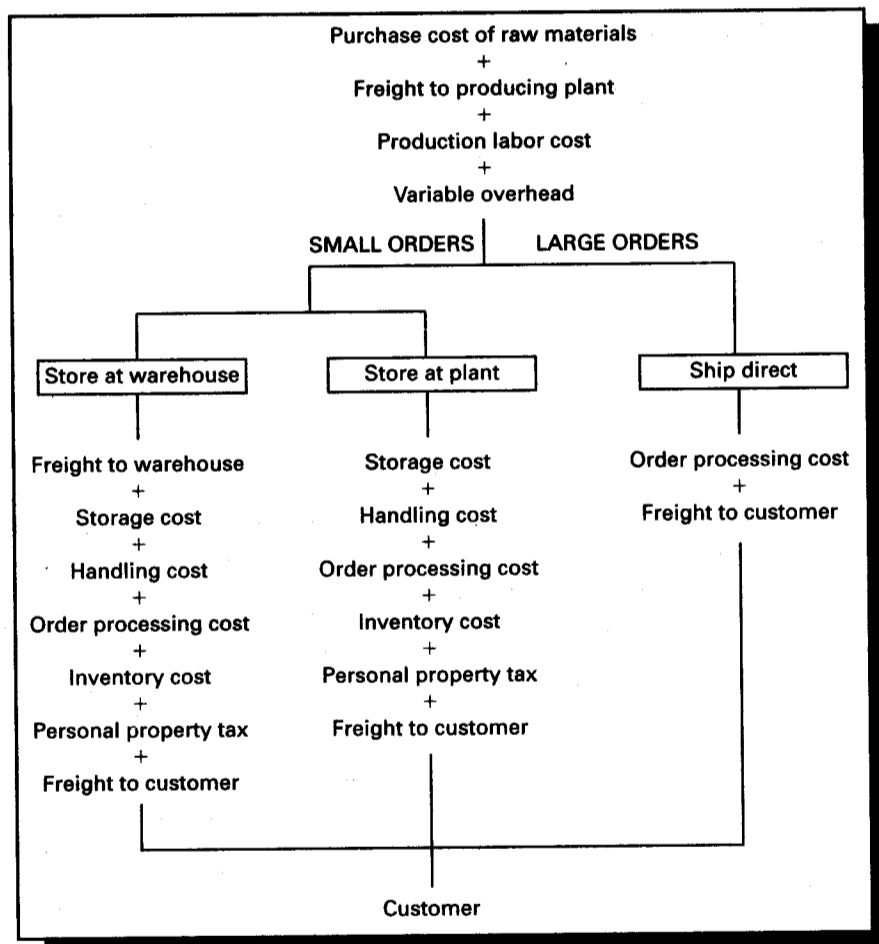 Purchase cost of raw materials
+
Freight to producing plant
+
Production labor cost
+
Variable overhead
SMALL ORDERS
LARGE ORDERS
Store at warehouse
Freight to warehouse
+
Storage cost
+
Handling cost
+
Order processing cost
+
Inventory cost
+
Personal property tax
+
Freight to customer
Store at plant
Storage cost
+
Handling cost
+
Order processing cost
+
Inventory cost
+
Personal property tax
+
Freight to customer
Ship direct
Order processing cost
+
Freight to customer
Customer